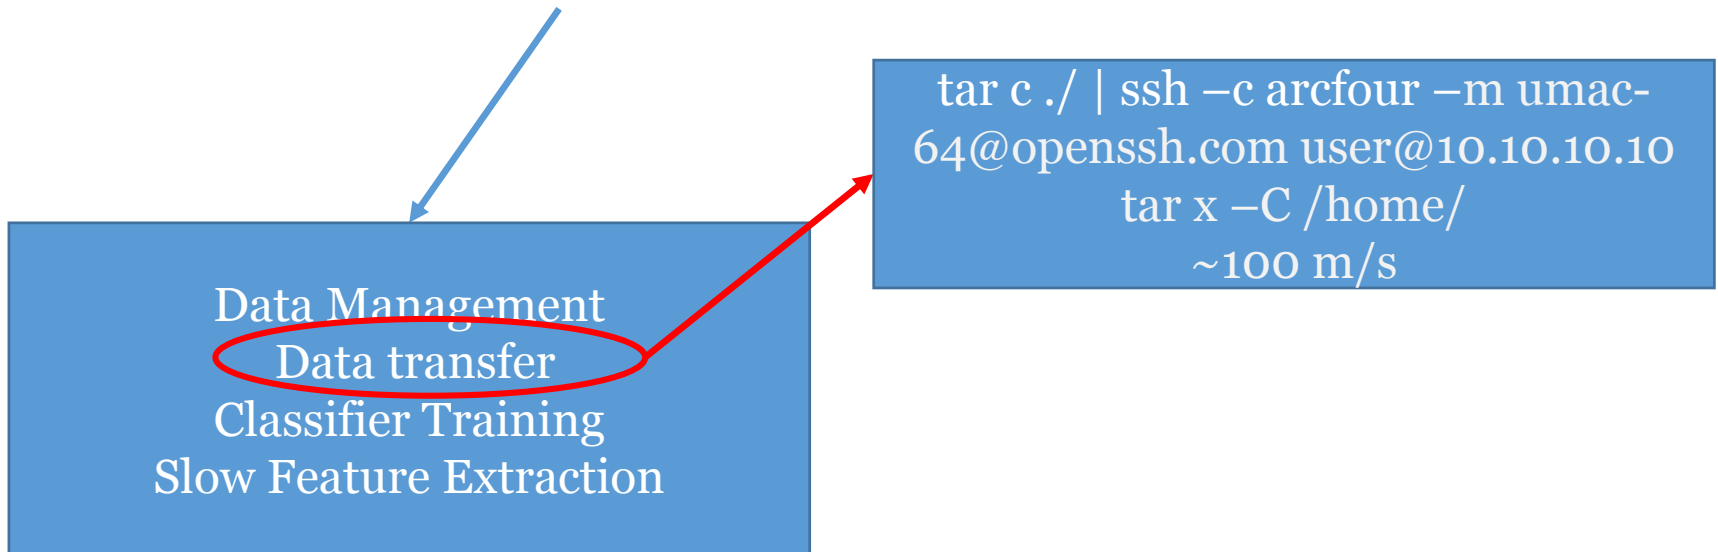 tar c ./ | ssh –c arcfour –m umac-
64@openssh.com user@10.10.10.10
tar x –C /home/
~100 m/s
Data Management
Data transfer
Classifier Training
Slow Feature Extraction